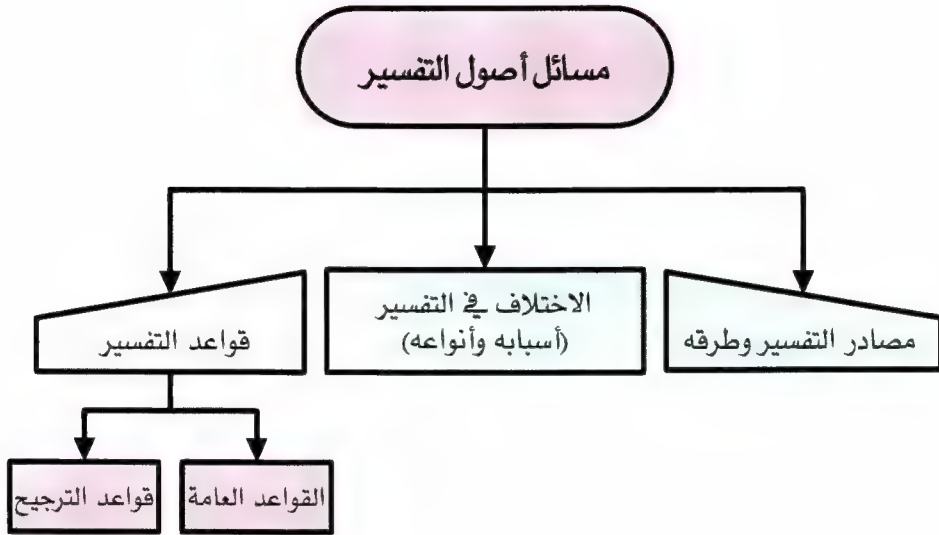 مسائل أصول التفسير
مصادر التفسير وطرقه
الاختلاف في التفسير
(أسبابه وأنواعه)
قواعد التفسير
القواعد العامة
قواعد الترجيح